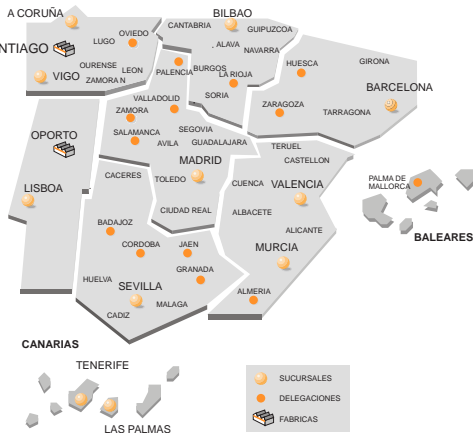 A CORUÑA
BILBAO
CANTABRIA
GUIPUZCOA
LUGO
OVIEDO
ALAVA
NAVARRA
NTIAGO
OURENSE
LEON
PALENCIA
BURGOS
LA RIOJA
HUESCA
GIRONA
VIGO
ZAMORA N
BARCELONA
VALLADOLID
SORIA
ZAMORA
ZARAGOZA
TARRAGONA
OPORTO
SALAMANCA
SEGOVIA
AVILA
GUADALAJARA
TERUEL
MADRID
CASTELLON
CACERES
TOLEDO
CUENCA
VALENCIA
PALMA DE
MALLORCA
LISBOA
CIUDAD REAL
ALBACETE
BADAJOZ
ALICANTE
BALEARES
CORDOBA
JAEN
MURCIA
GRANADA
HUELVA
SEVILLA
ALMERIA
MALAGA
CADIZ
CANARIAS
TENERIFE
LAS PALMAS
SUCURSALES
DELEGACIONES
FABRICAS